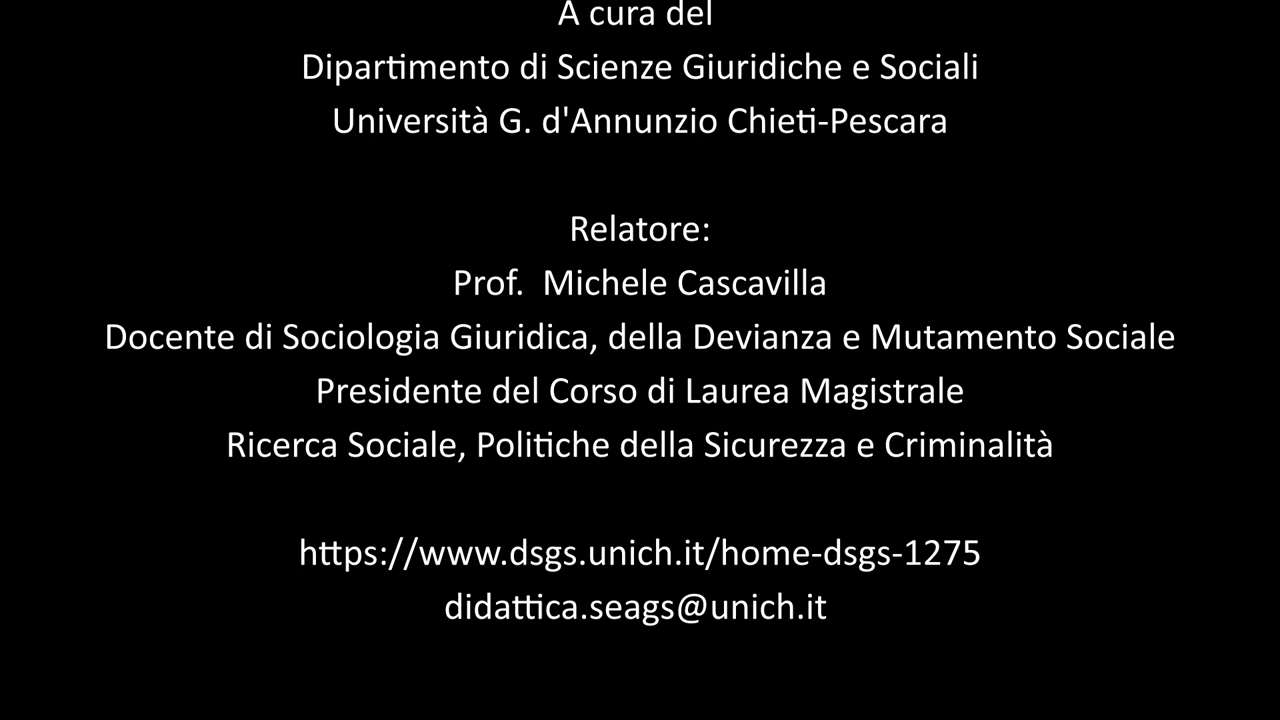 A cura del
Dipartimento di Scienze Giuridiche e Sociali
Università G. d'Annunzio Chieti-Pescara
Relatore:
Prof.  Michele Cascavilla
Docente di Sociologia Giuridica, della Devianza e Mutamento Sociale
Presidente del Corso di Laurea Magistrale
Ricerca Sociale, Politiche della Sicurezza e Criminalità
https://www.dsgs.unich.it/home-dsgs-1275
didattica.seags@unich.it